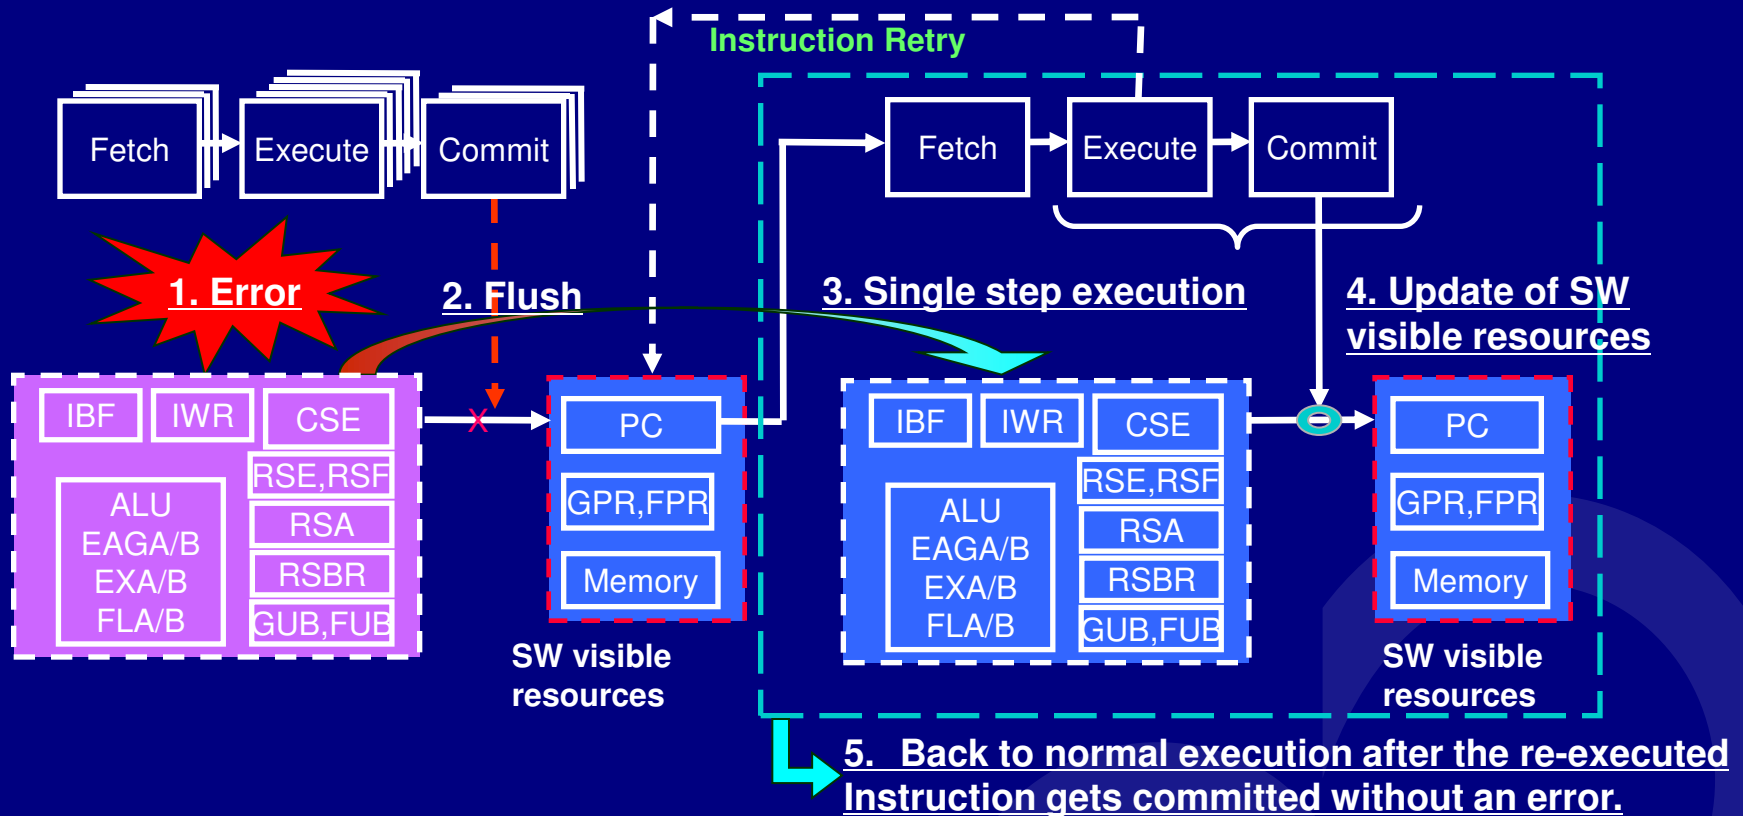 Instruction Retry
Fetch
Execute
Commit
Fetch
Execute
Commit
1. Error
2. Flush
3. Single step execution
4. Update of SW
visible resources
IBF
IWR
CSE
RSE,RSF
RSA
RSBR
GUB,FUB
ALU
EAGA/B
EXA/B
FLA/B
X
PC
GPR,FPR
Memory
SW visible
resources
IBF
IWR
CSE
RSE,RSF
RSA
RSBR
GUB,FUB
ALU
EAGA/B
EXA/B
FLA/B
PC
GPR,FPR
Memory
SW visible
resources
5. Back to normal execution after the re-executed
Instruction gets committed without an error.